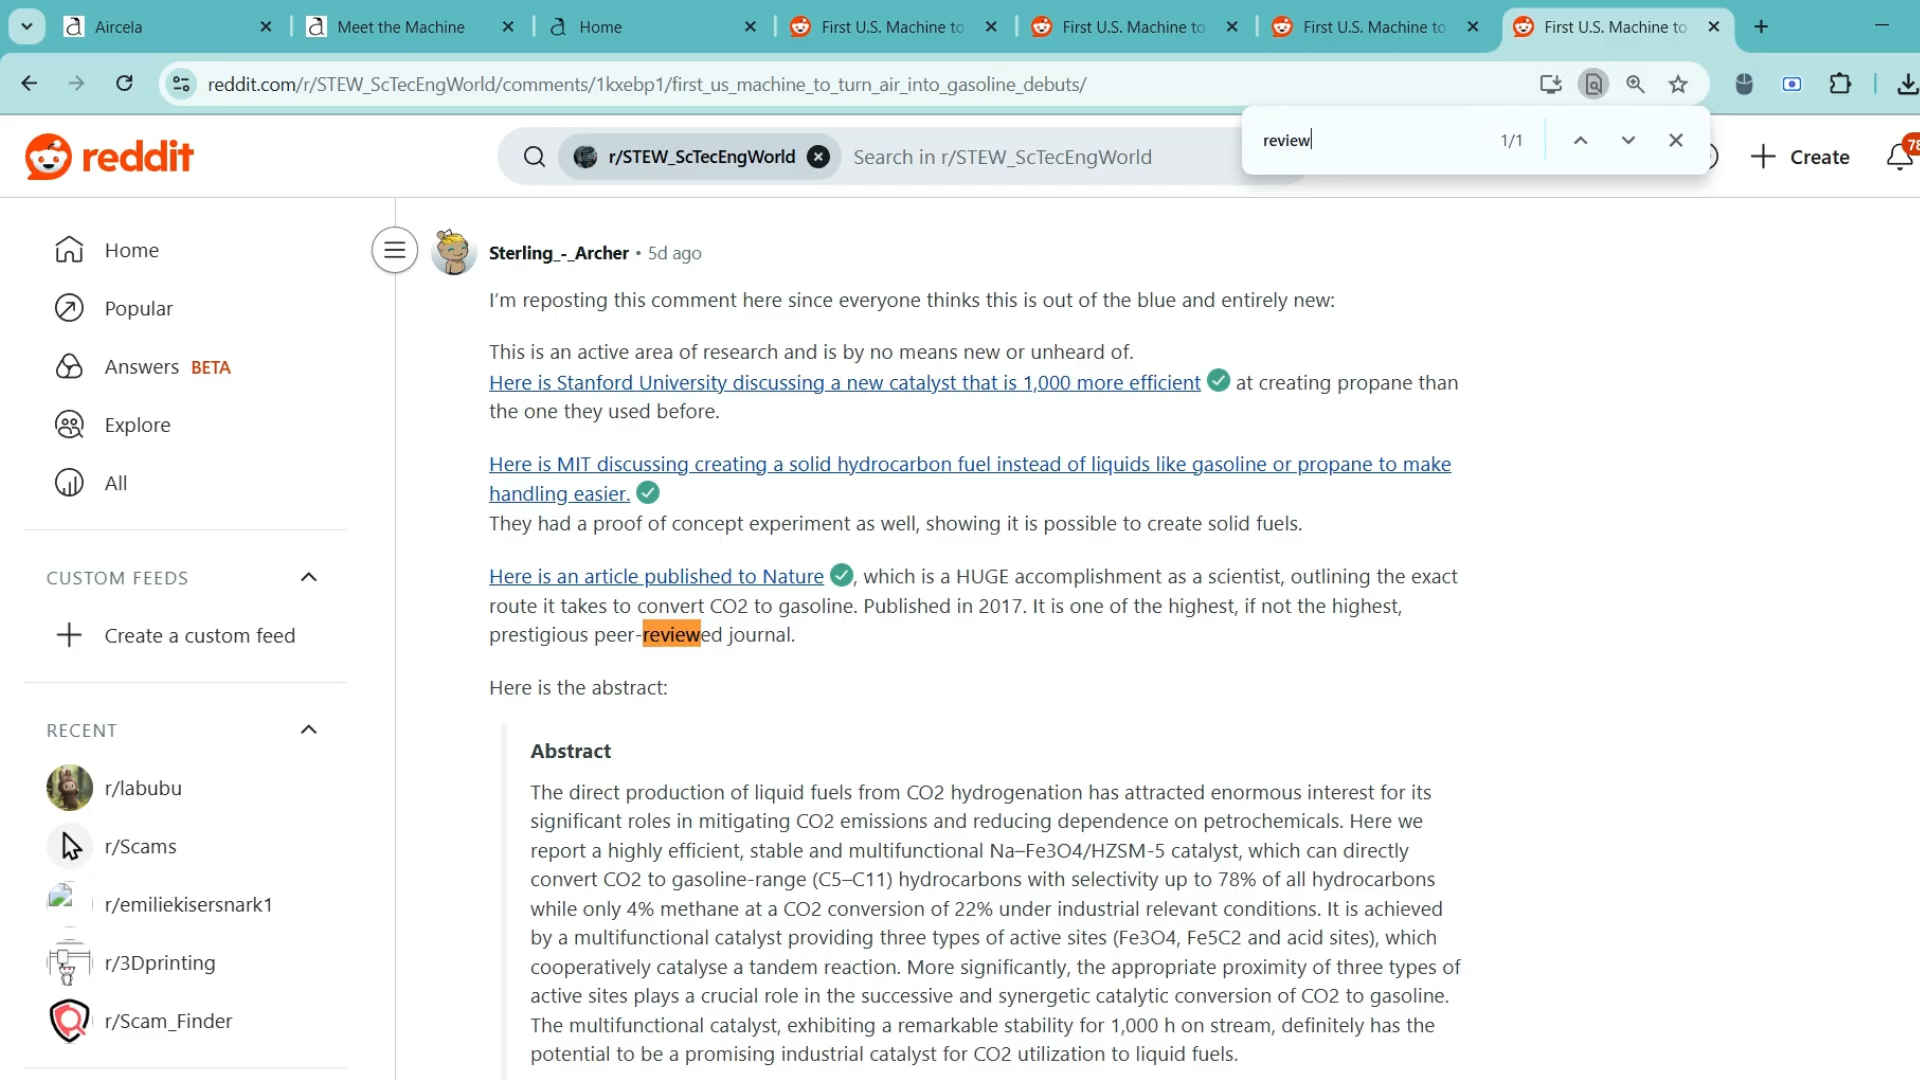 Aircela
Meet the Machine
Home
First U.S. Machine to
First U.S. Machine to
First U.S. Machine to
First U.S. Machine to
reddit.com/r/STEW_ScTecEngWorld/comments/1kxebp1/first_us_machine_to_turn_air_into_gasoline_debuts/
review 1/1
reddit
r/STEW_ScTecEngWorld Search in r/STEW_ScTecEngWorld
Create
78
Home
Popular
Answers BETA
Explore
All
CUSTOM FEEDS
Create a custom feed
RECENT
r/labubu
r/Scams
r/emiliekisersnark1
r/3Dprinting
r/Scam_Finder
Sterling_-_Archer • 5d ago
I'm reposting this comment here since everyone thinks this is out of the blue and entirely new:
This is an active area of research and is by no means new or unheard of.
Here is Stanford University discussing a new catalyst that is 1,000 more efficient at creating propane than
the one they used before.
Here is MIT discussing creating a solid hydrocarbon fuel instead of liquids like gasoline or propane to make
handling easier.
They had a proof of concept experiment as well, showing it is possible to create solid fuels.
Here is an article published to Nature , which is a HUGE accomplishment as a scientist, outlining the exact
route it takes to convert CO2 to gasoline. Published in 2017. It is one of the highest, if not the highest,
prestigious peer-reviewed journal.
Here is the abstract:
Abstract
The direct production of liquid fuels from CO2 hydrogenation has attracted enormous interest for its
significant roles in mitigating CO2 emissions and reducing dependence on petrochemicals. Here we
report a highly efficient, stable and multifunctional Na–Fe3O4/HZSM-5 catalyst, which can directly
convert CO2 to gasoline-range (C5–C11) hydrocarbons with selectivity up to 78% of all hydrocarbons
while only 4% methane at a CO2 conversion of 22% under industrial relevant conditions. It is achieved
by a multifunctional catalyst providing three types of active sites (Fe3O4, Fe5C2 and acid sites), which
cooperatively catalyse a tandem reaction. More significantly, the appropriate proximity of three types of
active sites plays a crucial role in the successive and synergetic catalytic conversion of CO2 to gasoline.
The multifunctional catalyst, exhibiting a remarkable stability for 1,000 h on stream, definitely has the
potential to be a promising industrial catalyst for CO2 utilization to liquid fuels.